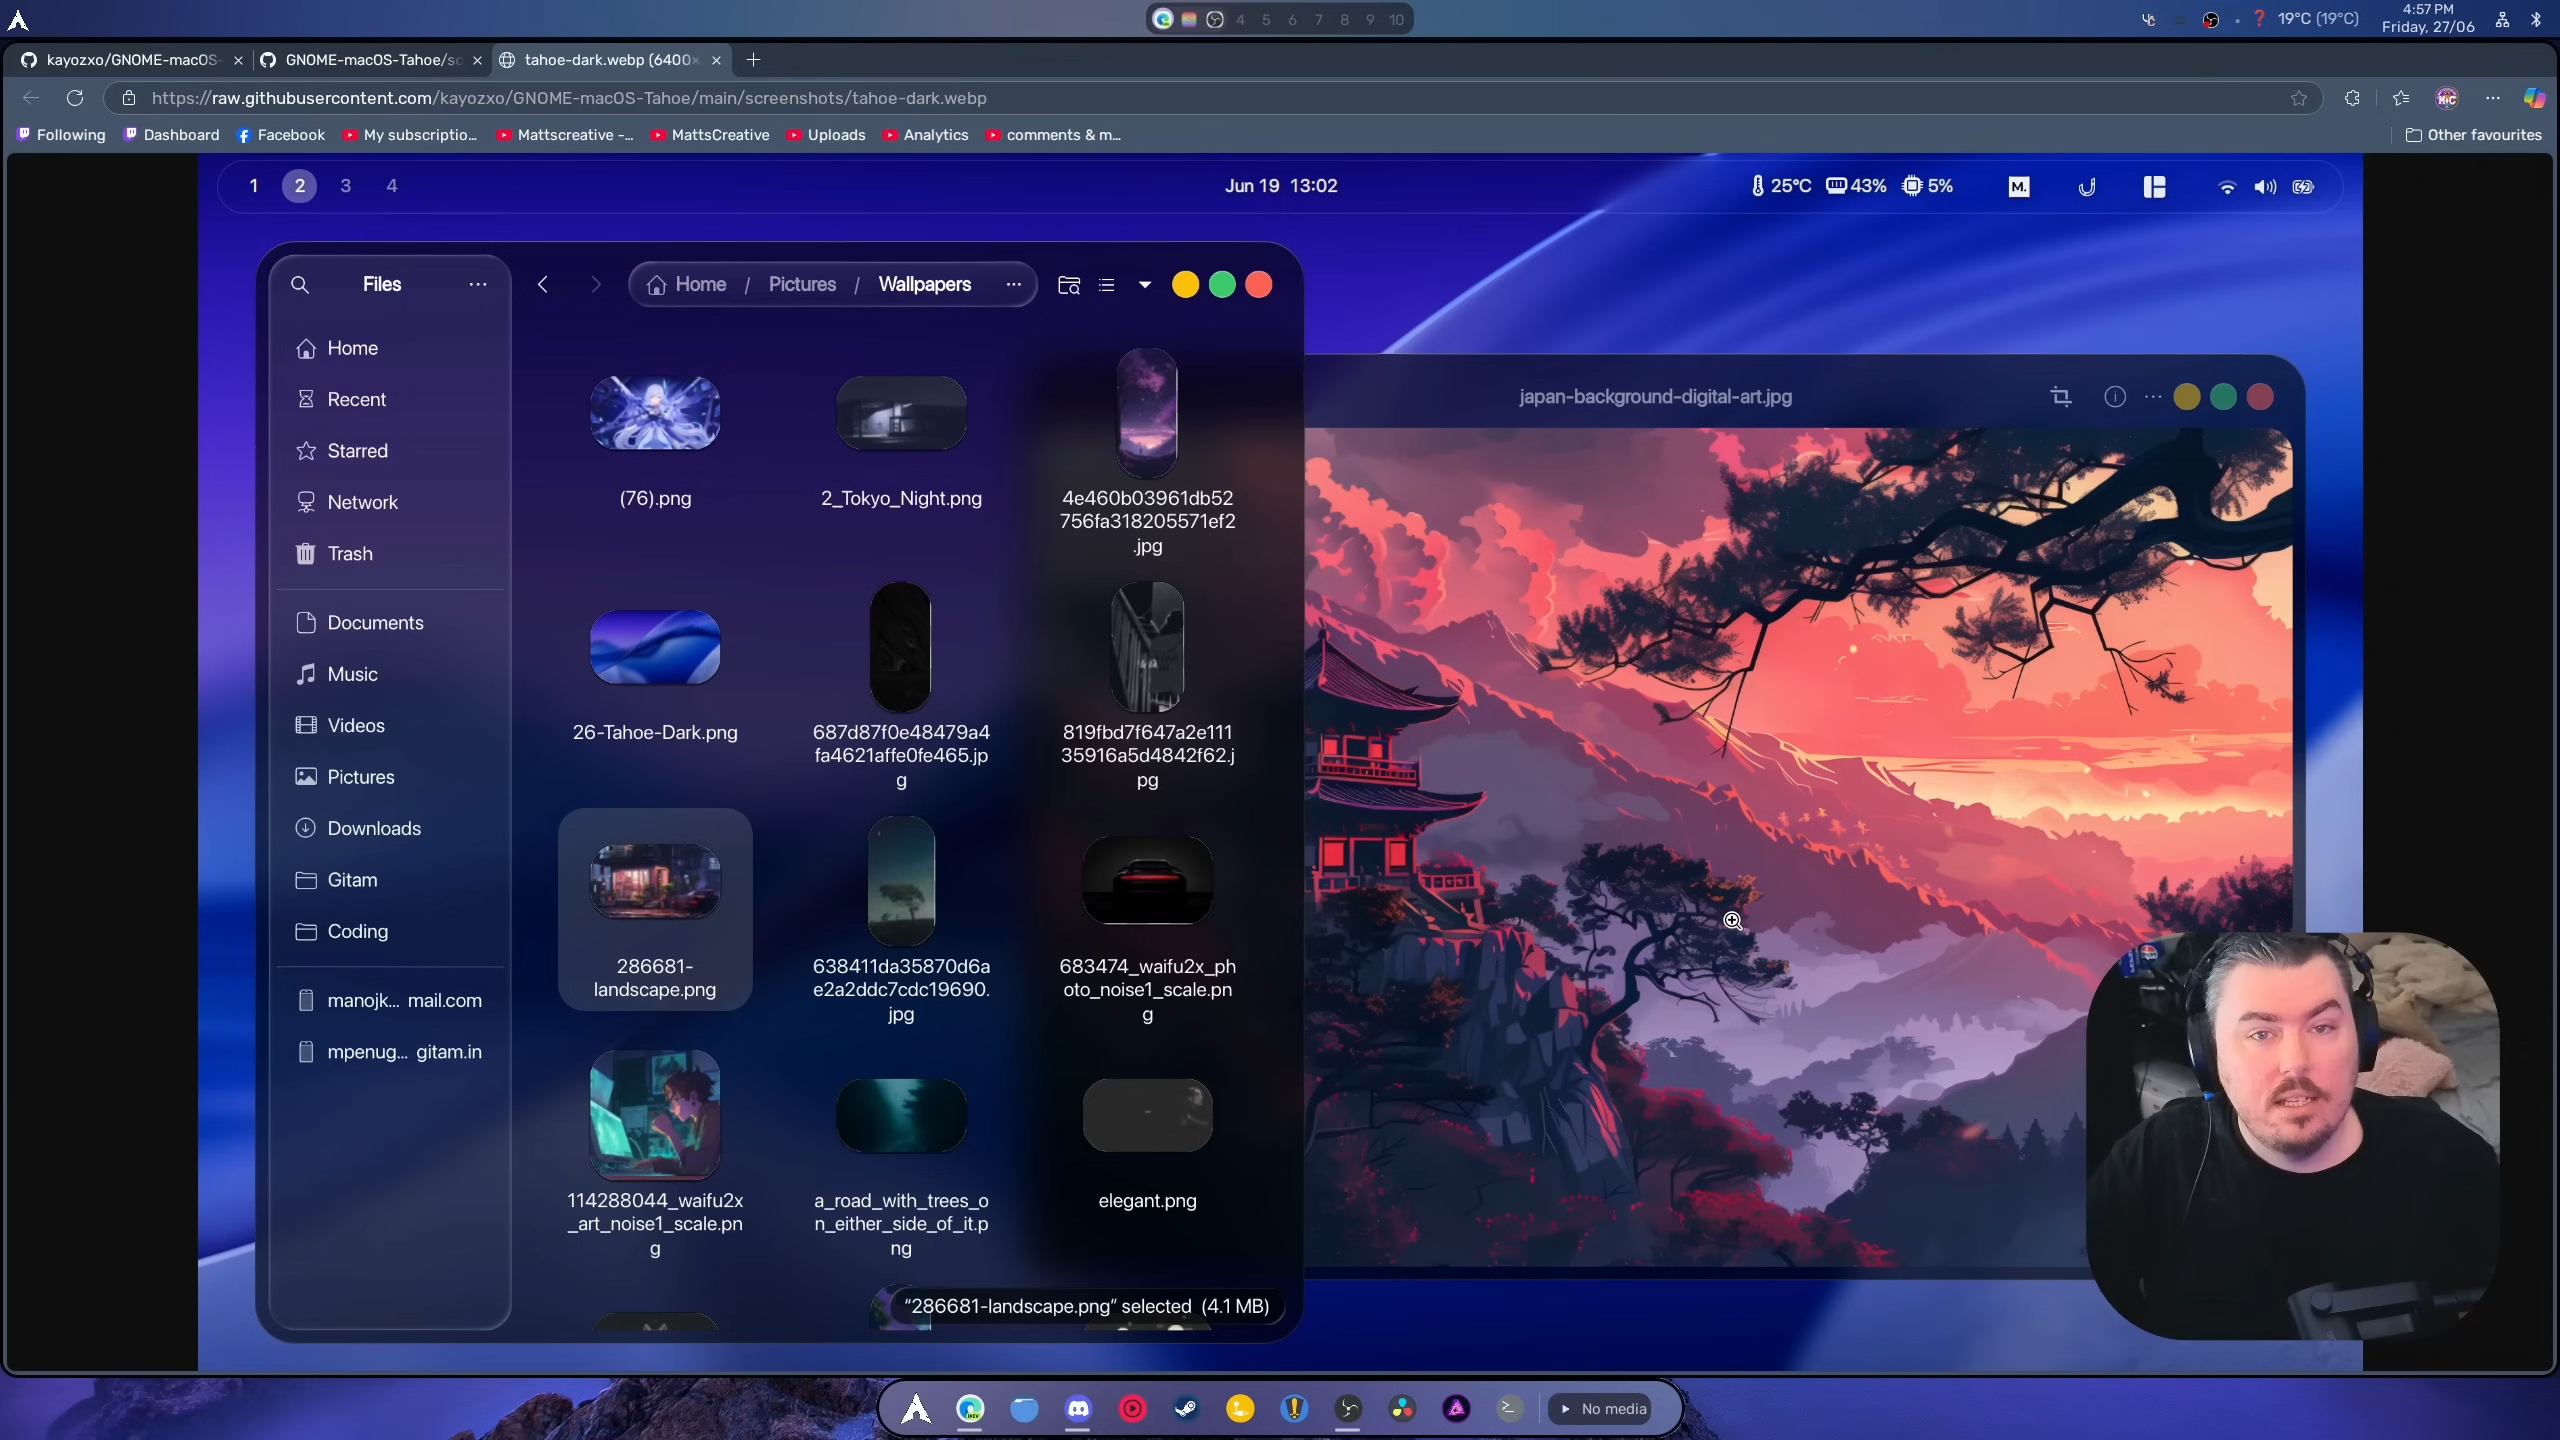 4 5 6 7 8 9 10
19°C (19°C)
4:57 PM
Friday, 27/06
kayozxo/GNOME-macOS-
GNOME-macOS-Tahoe/sc
tahoe-dark.webp (6400×
https://raw.githubusercontent.com/kayozxo/GNOME-macOS-Tahoe/main/screenshots/tahoe-dark.webp
Following
Dashboard
Facebook
My subscriptio...
Mattscreative -...
MattsCreative
Uploads
Analytics
comments & m...
Other favourites
1 2 3 4
Jun 19 13:02
25°C
43%
5%
M.
Files
Home / Pictures / Wallpapers
Home
Recent
Starred
Network
Trash
Documents
Music
Videos
Pictures
Downloads
Gitam
Coding
manojk... mail.com
mpenug... gitam.in
(76).png
2_Tokyo_Night.png
4e460b03961db52
756fa318205571ef2
.jpg
26-Tahoe-Dark.png
687d87f0e48479a4
fa4621affe0fe465.jp
g
819fbd7f647a2e111
35916a5d4842f62.j
pg
286681-
landscape.png
638411da35870d6a
e2a2ddc7cdc19690.
jpg
683474_waifu2x_ph
oto_noise1_scale.pn
g
114288044_waifu2x
_art_noise1_scale.pn
g
a_road_with_trees_o
n_either_side_of_it.p
ng
elegant.png
"286681-landscape.png" selected (4.1 MB)
japan-background-digital-art.jpg
No media